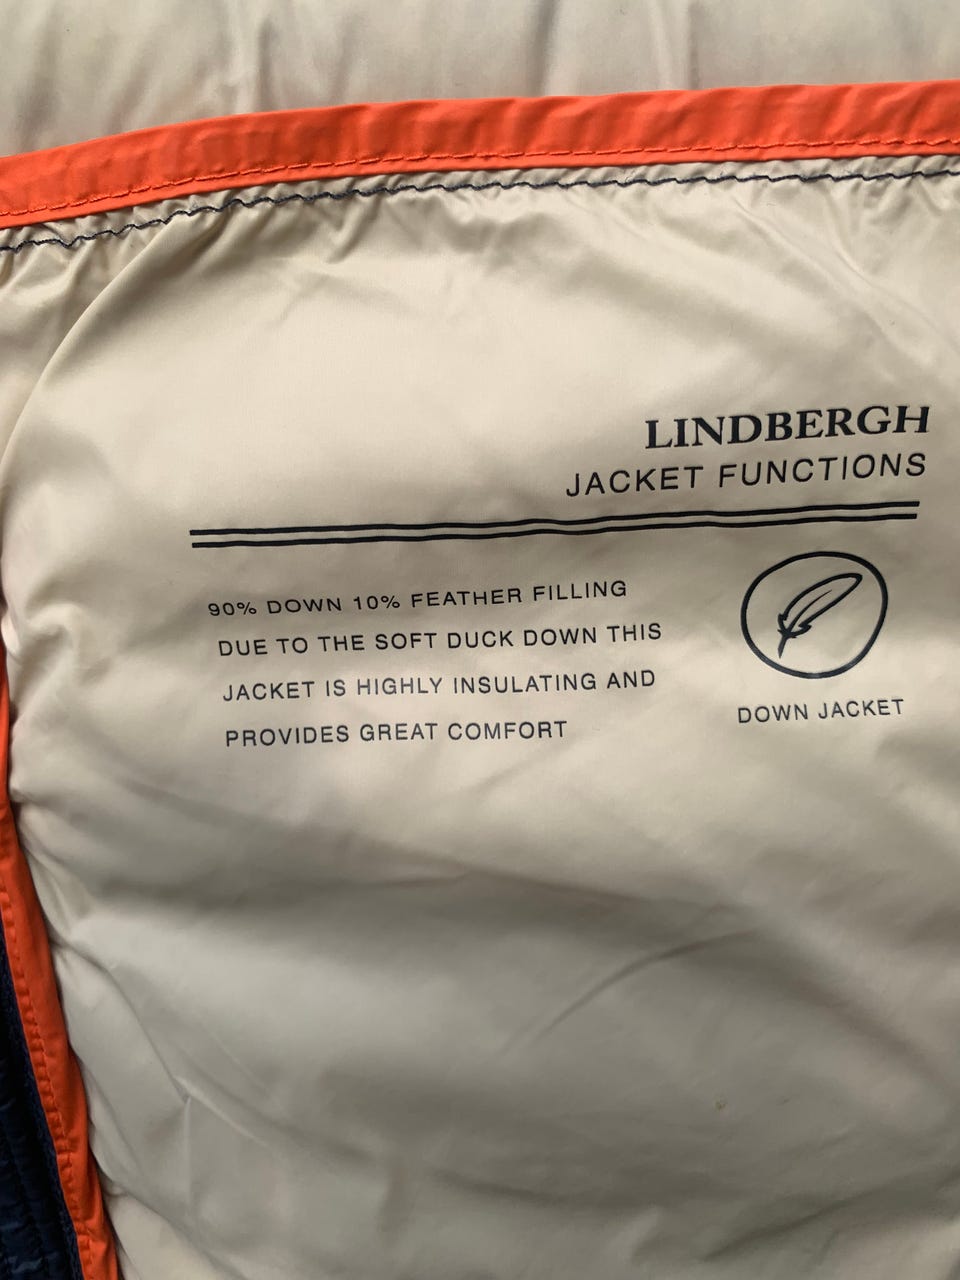 LINDBERGH
JACKET FUNCTIONS
90% DOWN 10% FEATHER FILLING
DUE TO THE SOFT DUCK DOWN THIS
JACKET IS HIGHLY INSULATING AND
PROVIDES GREAT COMFORT
DOWN JACKET